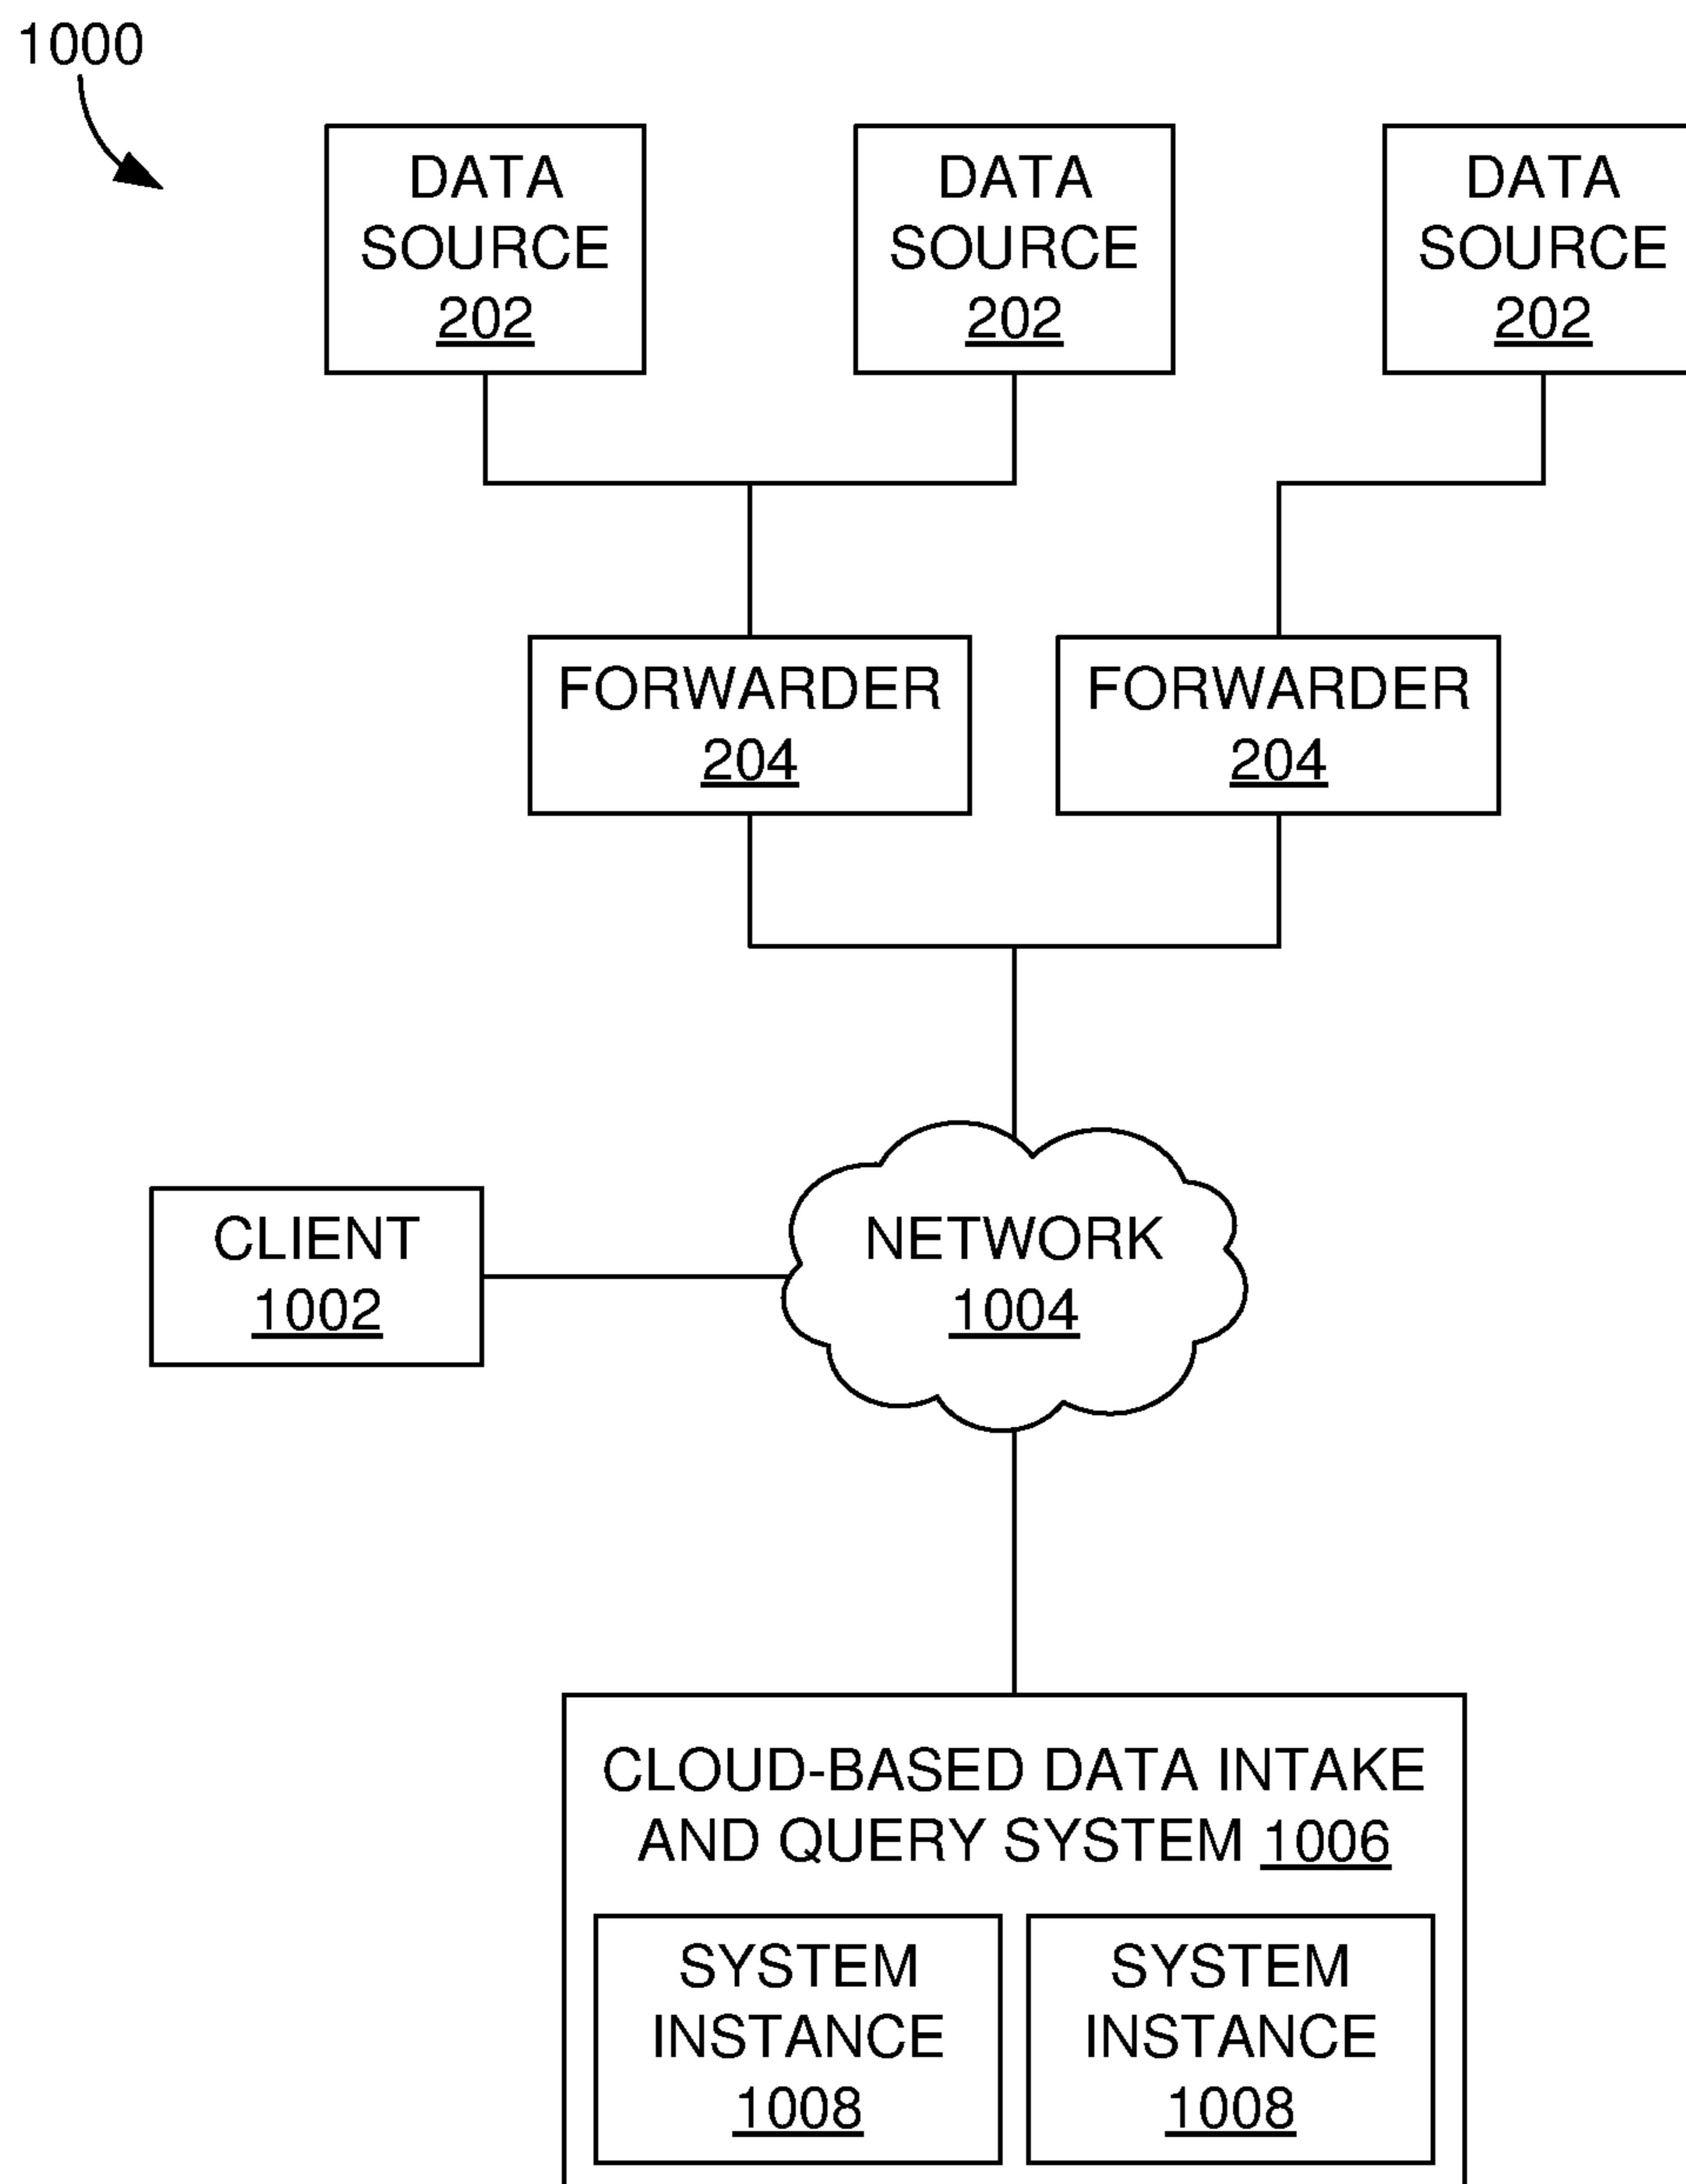 1000
DATA
SOURCE
202
DATA
SOURCE
202
DATA
SOURCE
202
FORWARDER
204
FORWARDER
204
CLIENT
1002
NETWORK
1004
CLOUD-BASED DATA INTAKE
AND QUERY SYSTEM 1006
SYSTEM
INSTANCE
1008
SYSTEM
INSTANCE
1008